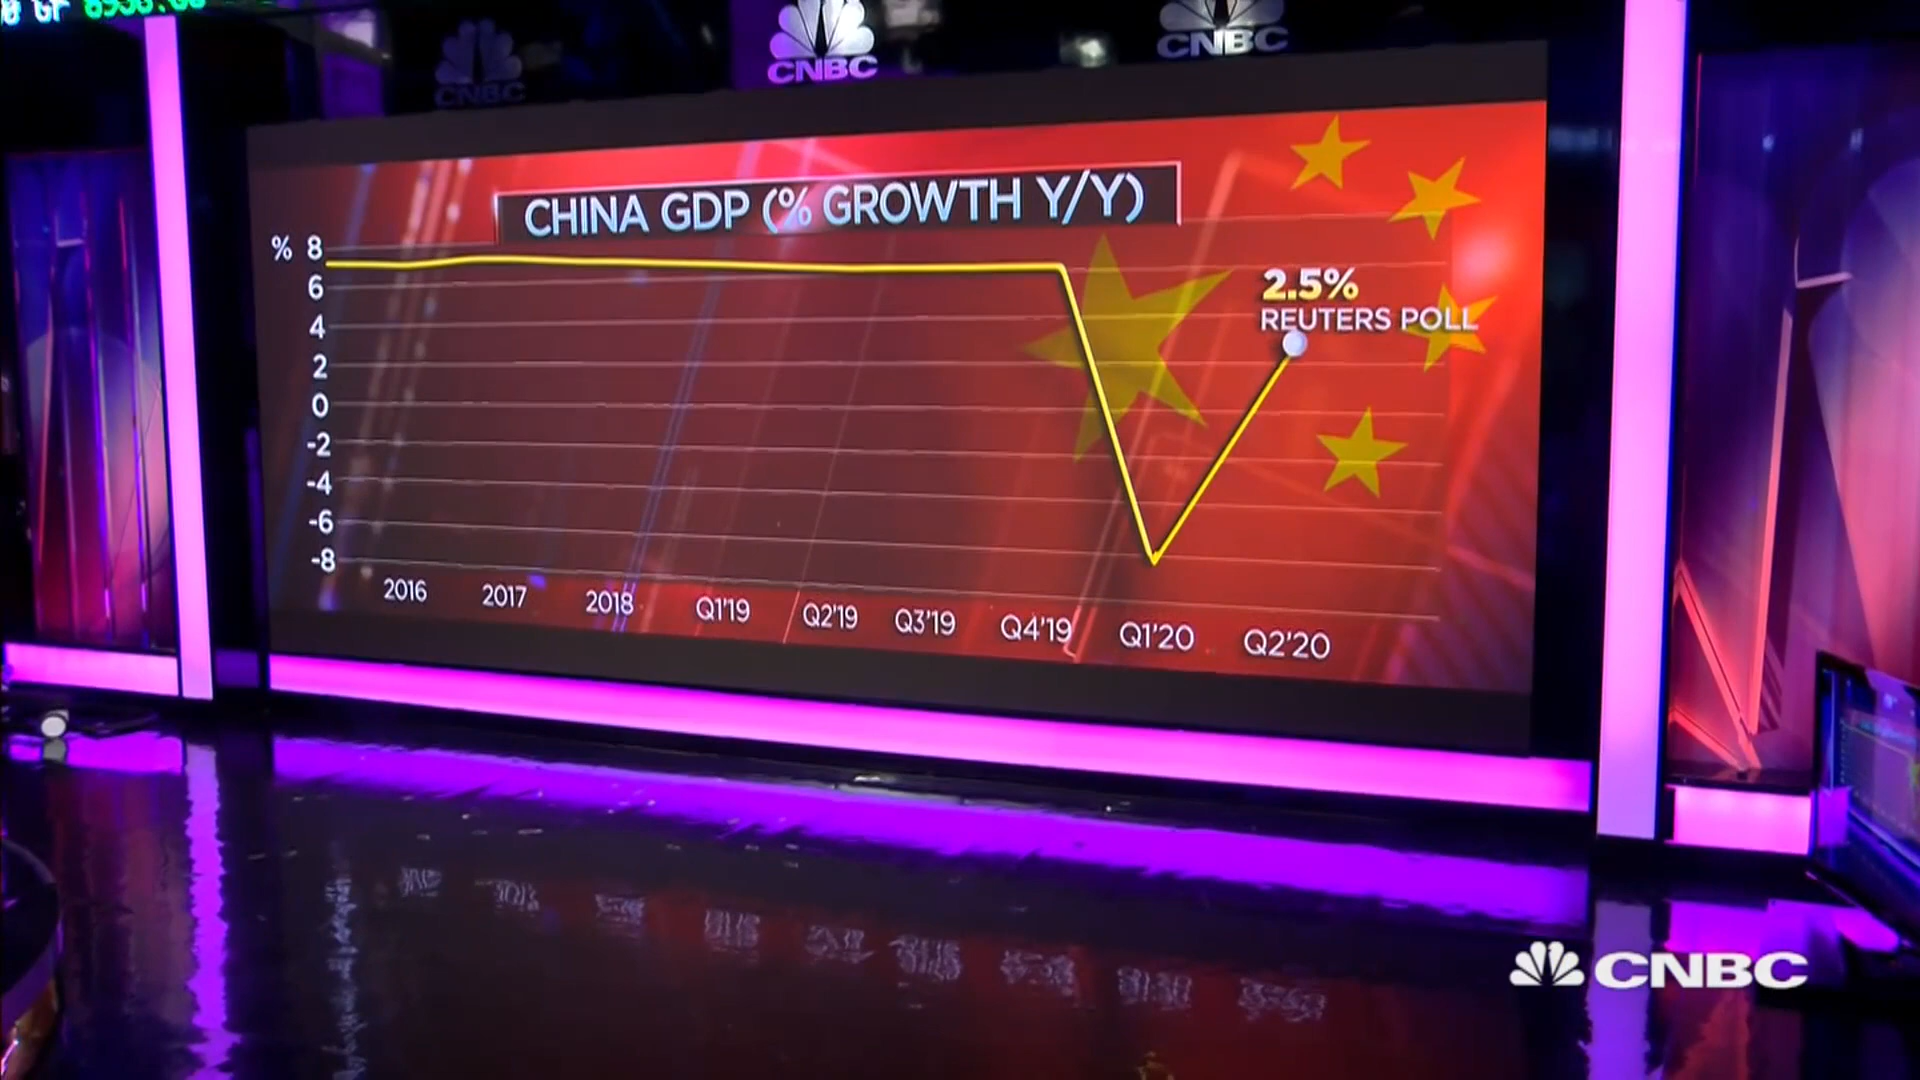 CNBC
CNBC
CNBC
CHINA GDP (% GROWTH Y/Y)
% 8
6
4
2
0
-2
-4
-6
-8
2.5%
REUTERS POLL
2016
2017
2018
Q1'19
Q2'19
Q3'19
Q4'19
Q1'20
Q2'20
CNBC